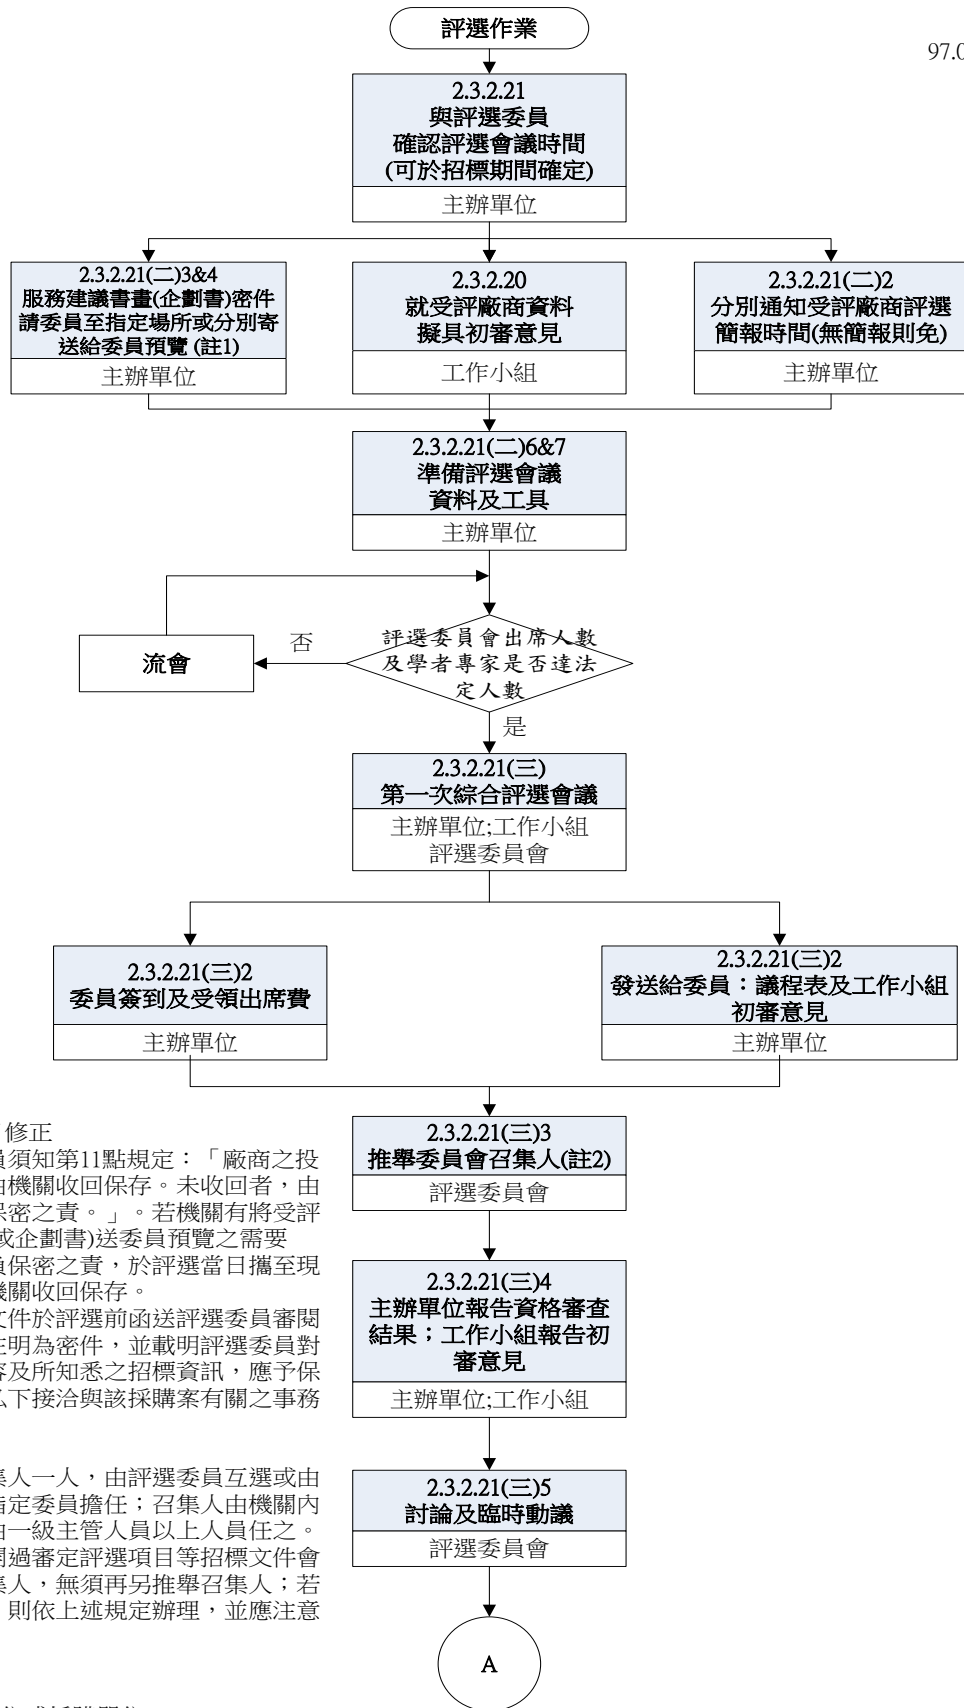 評選作業
97.0
2.3.2.21
與評選委員
確認評選會議時間
(可於招標期間確定)
主辦單位
2.3.2.21(二)3&4
服務建議書畫(企劃書)密件
請委員至指定場所或分別寄
送給委員預覽 (註1)
主辦單位
2.3.2.20
就受評廠商資料
擬具初審意見
工作小組
2.3.2.21(二)2
分別通知受評廠商評選
簡報時間(無簡報則免)
主辦單位
2.3.2.21(二)6&7
準備評選會議
資料及工具
主辦單位
評選委員會出席人數
及學者專家是否達法
定人數
否
流會
是
2.3.2.21(三)
第一次綜合評選會議
主辦單位;工作小組
評選委員會
2.3.2.21(三)2
委員簽到及受領出席費
主辦單位
2.3.2.21(三)2
發送給委員：議程表及工作小組
初審意見
主辦單位
2.3.2.21(三)3
推舉委員會召集人(註2)
評選委員會
2.3.2.21(三)4
主辦單位報告資格審查
結果；工作小組報告初
審意見
主辦單位;工作小組
2.3.2.21(三)5
討論及臨時動議
評選委員會
A
修正
員須知第11點規定：「廠商之投
由機關收回保存。未收回者，由
保密之責。」。若機關有將受評
或企劃書)送委員預覽之需要
負保密之責，於評選當日攜至現
機關收回保存。
文件於評選前函送評選委員審閱
註明為密件，並載明評選委員對
容及所知悉之招標資訊，應予保
私下接洽與該採購案有關之事務
集人一人，由評選委員互選或由
指定委員擔任；召集人由機關內
由一級主管人員以上人員任之。
開過審定評選項目等招標文件會
集人，無須再另推舉召集人；若
則依上述規定辦理，並應注意